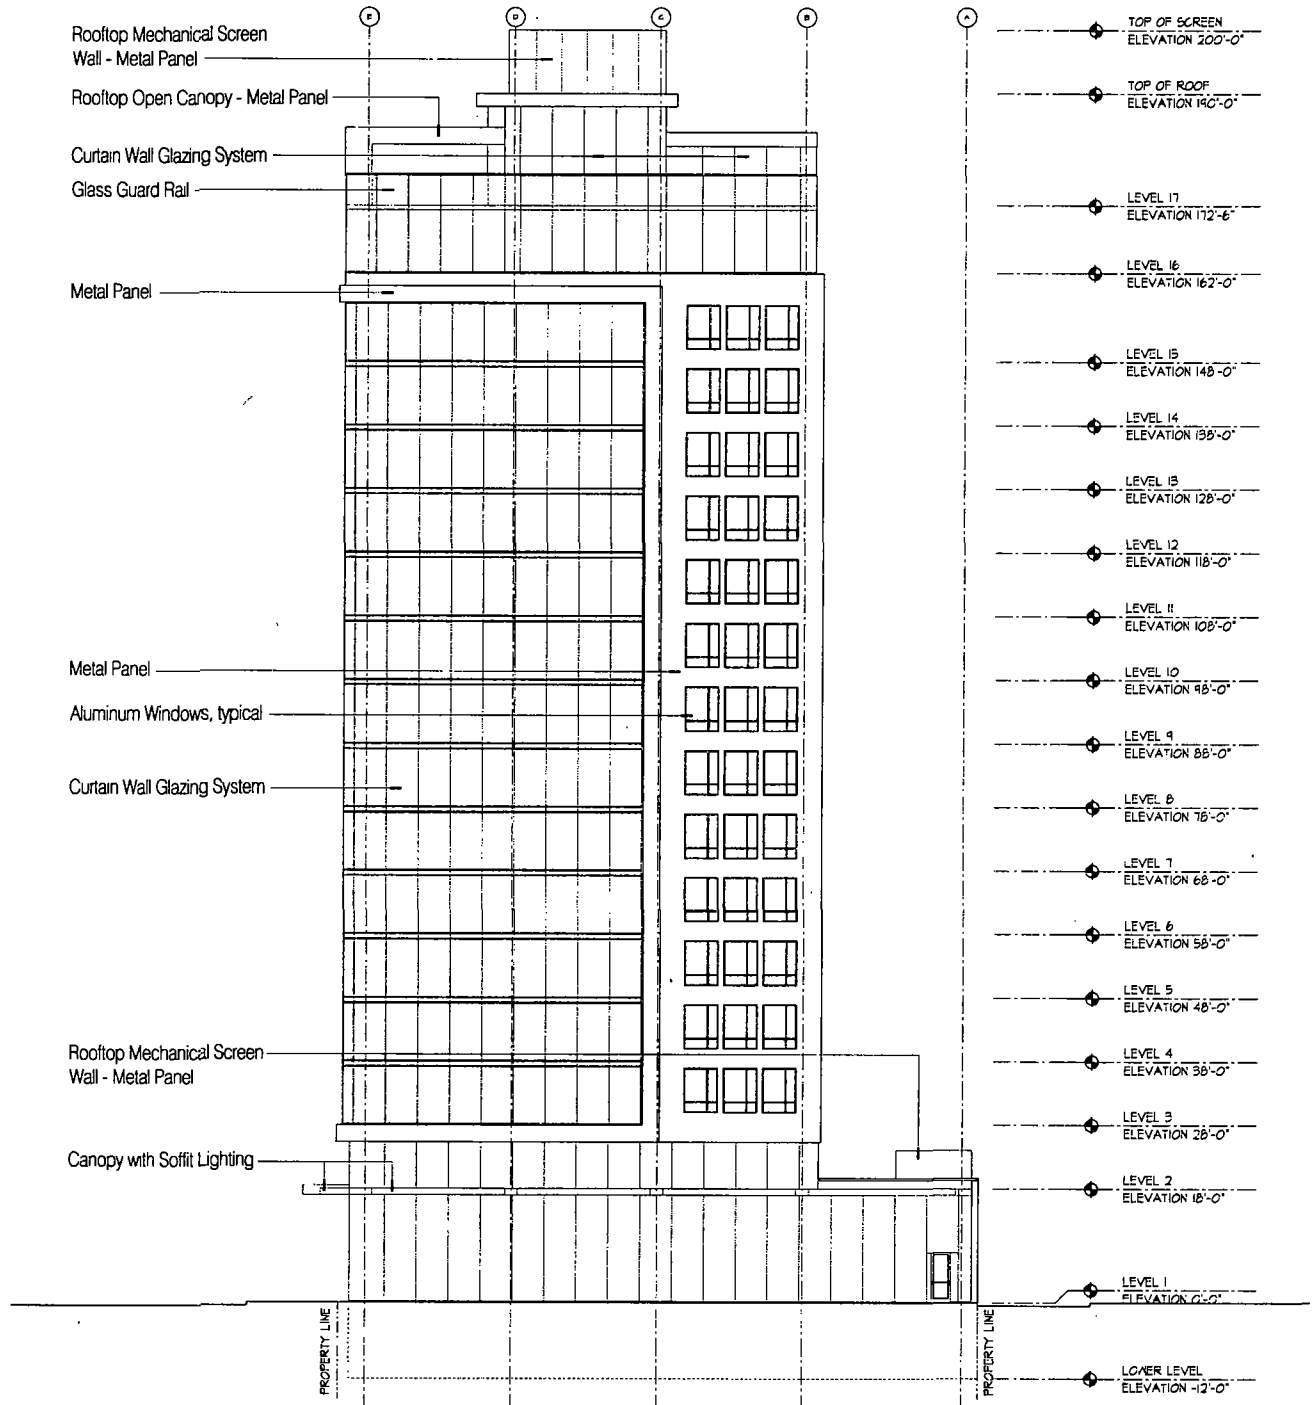 E D C B A
Rooftop Mechanical Screen
Wall - Metal Panel
Rooftop Open Canopy - Metal Panel
Curtain Wall Glazing System
Glass Guard Rail
Metal Panel
Metal Panel
Aluminum Windows, typical
Curtain Wall Glazing System
Rooftop Mechanical Screen
Wall - Metal Panel
Canopy with Soffit Lighting
TOP OF SCREEN
ELEVATION 200'-0"
TOP OF ROOF
ELEVATION 190'-0"
LEVEL 17
ELEVATION 172'-6"
LEVEL 16
ELEVATION 162'-0"
LEVEL 15
ELEVATION 148'-0"
LEVEL 14
ELEVATION 138'-0"
LEVEL 13
ELEVATION 128'-0"
LEVEL 12
ELEVATION 118'-0"
LEVEL 11
ELEVATION 108'-0"
LEVEL 10
ELEVATION 98'-0"
LEVEL 9
ELEVATION 88'-0"
LEVEL 8
ELEVATION 78'-0"
LEVEL 7
ELEVATION 68'-0"
LEVEL 6
ELEVATION 58'-0"
LEVEL 5
ELEVATION 48'-0"
LEVEL 4
ELEVATION 38'-0"
LEVEL 3
ELEVATION 28'-0"
LEVEL 2
ELEVATION 18'-0"
LEVEL 1
ELEVATION 0'-0"
LOWER LEVEL
ELEVATION -12'-0"
PROPERTY LINE
PROPERTY LINE